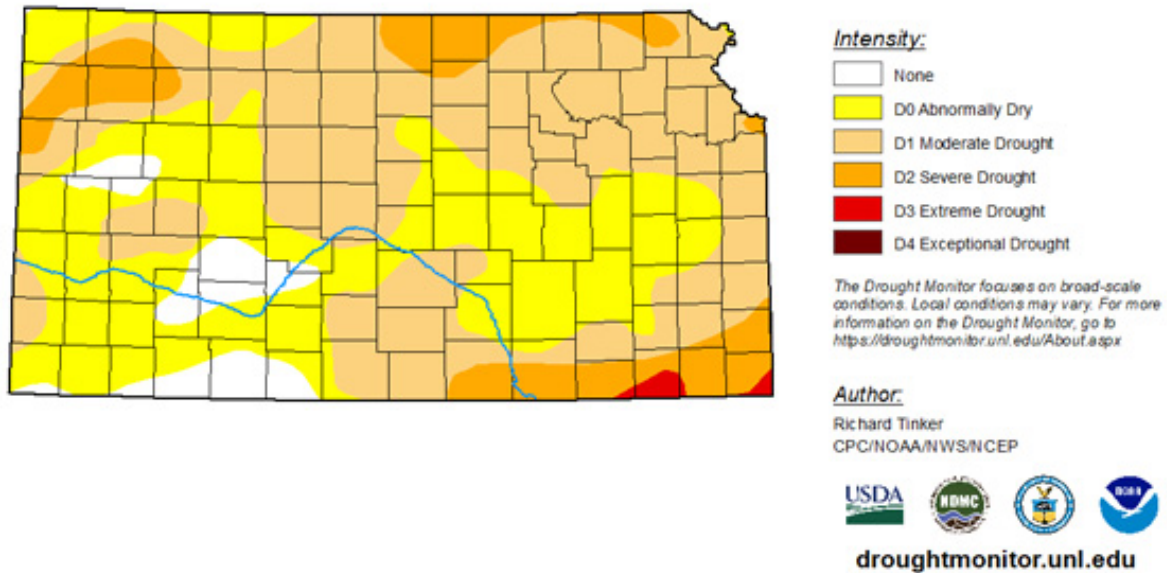 Intensity:
None
D0 Abnormally Dry
D1 Moderate Drought
D2 Severe Drought
D3 Extreme Drought
D4 Exceptional Drought
The Drought Monitor focuses on broad-scale
conditions. Local conditions may vary. For more
information on the Drought Monitor, go to
https://droughtmonitor.unl.edu/About.aspx
Author:
Richard Tinker
CPC/NOAA/NWS/NCEP
USDA
NDMC
NOAA
droughtmonitor.unl.edu